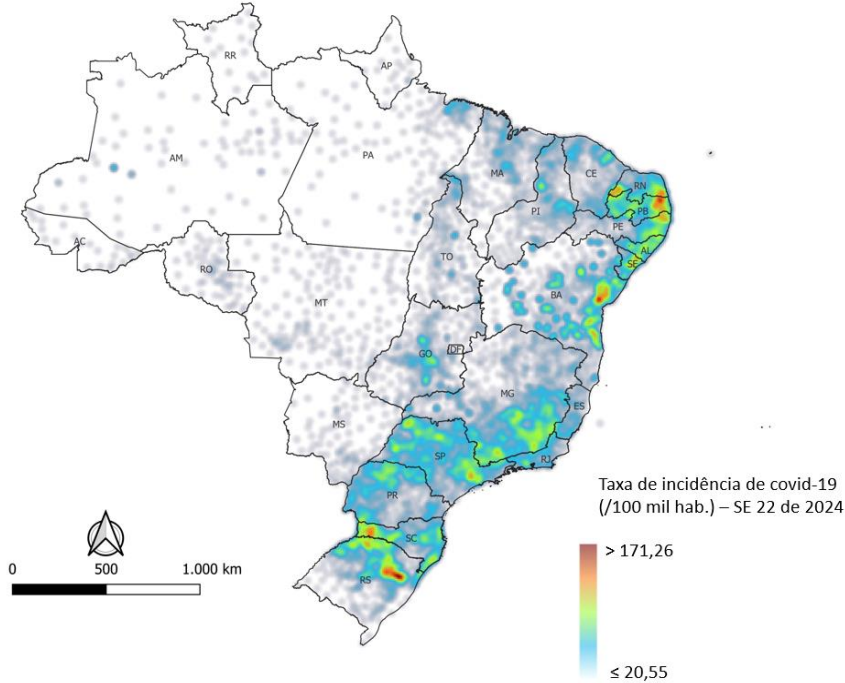 RR
AP
AM
PA
MA
CE
RN
PB
PE
PI
AL
SE
AC
RO
TO
BA
MT
GO
DF
MG
ES
MS
SP
RJ
PR
SC
RS
Taxa de incidência de covid-19
(/100 mil hab.) – SE 22 de 2024
> 171,26
≤ 20,55
0 500 1.000 km